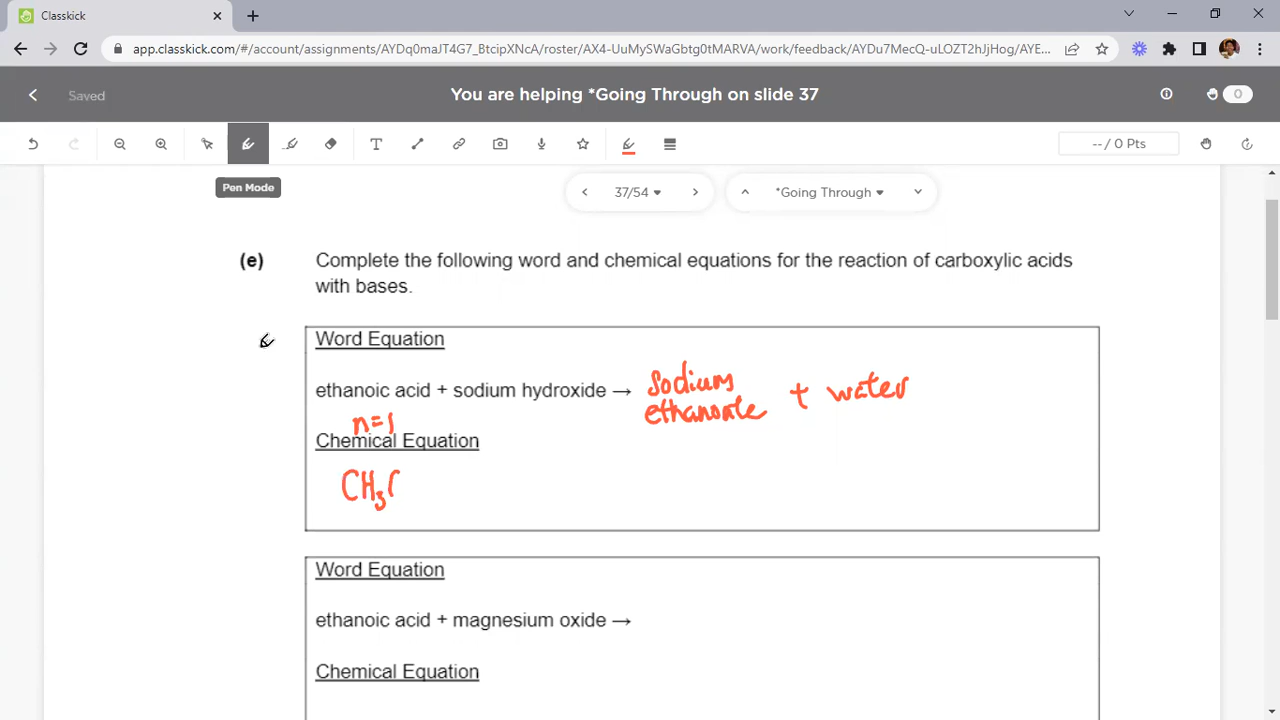 Classkick
app.classkick.com/#/account/assignments/AYDq0maJT4G7_BtcipXNcA/roster/AX4-UuMySWaGbtg0tMARVA/work/feedback/AYDu7MecQ-uLOZT2hJjHog/AYE...
Saved
You are helping *Going Through on slide 37
0
T
-- / 0 Pts
Pen Mode
37/54
*Going Through
(e) Complete the following word and chemical equations for the reaction of carboxylic acids
with bases.
Word Equation
ethanoic acid + sodium hydroxide → sodium ethanoate + water
n=1
Chemical Equation
CH₃C
Word Equation
ethanoic acid + magnesium oxide →
Chemical Equation